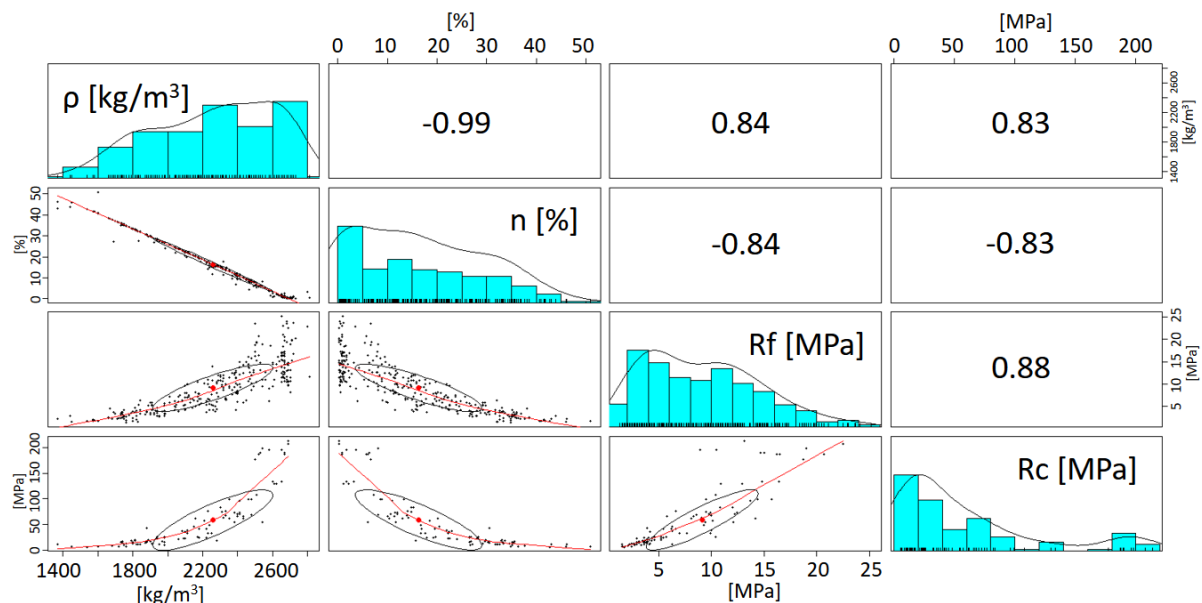 [%]
[MPa]
0 10 20 30 40 50
0 50 100 150 200
ρ [kg/m³]
-0.99
0.84
0.83
1400 1800 2200 2600
[kg/m³]
0 10 20 30 40 50
[%]
n [%]
-0.84
-0.83
Rf [MPa]
0.88
5 10 15 20 25
[MPa]
0 50 100 150 200
[MPa]
Rc [MPa]
1400 1800 2200 2600
[kg/m³]
5 10 15 20 25
[MPa]